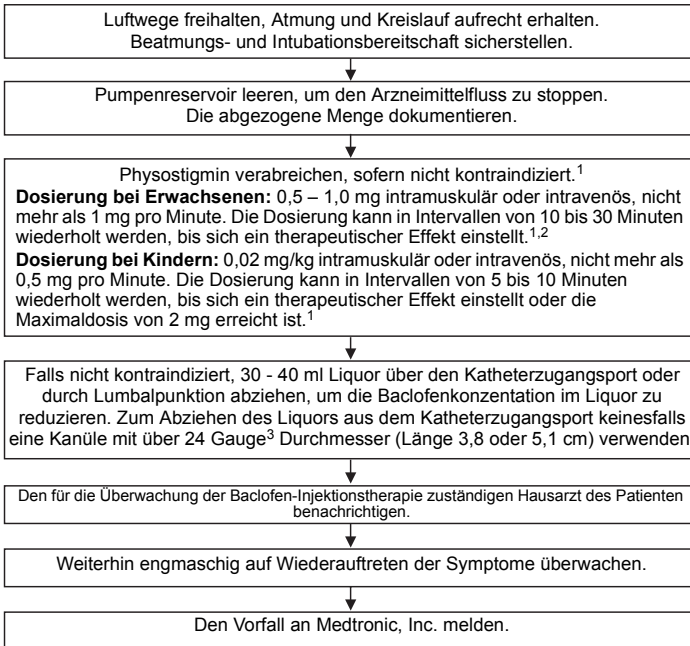 Luftwege freihalten, Atmung und Kreislauf aufrecht erhalten.
Beatmungs- und Intubationsbereitschaft sicherstellen.
Pumpenreservoir leeren, um den Arzneimittelfluss zu stoppen.
Die abgezogene Menge dokumentieren.
Physostigmin verabreichen, sofern nicht kontraindiziert.¹
Dosierung bei Erwachsenen: 0,5 – 1,0 mg intramuskulär oder intravenös, nicht
mehr als 1 mg pro Minute. Die Dosierung kann in Intervallen von 10 bis 30 Minuten
wiederholt werden, bis sich ein therapeutischer Effekt einstellt.¹,²
Dosierung bei Kindern: 0,02 mg/kg intramuskulär oder intravenös, nicht mehr als
0,5 mg pro Minute. Die Dosierung kann in Intervallen von 5 bis 10 Minuten
wiederholt werden, bis sich ein therapeutischer Effekt einstellt oder die
Maximaldosis von 2 mg erreicht ist.¹
Falls nicht kontraindiziert, 30 - 40 ml Liquor über den Katheterzugangsport oder
durch Lumbalpunktion abziehen, um die Baclofenkonzentation im Liquor zu
reduzieren. Zum Abziehen des Liquors aus dem Katheterzugangsport keinesfalls
eine Kanüle mit über 24 Gauge³ Durchmesser (Länge 3,8 oder 5,1 cm) verwenden
Den für die Überwachung der Baclofen-Injektionstherapie zuständigen Hausarzt des Patienten
benachrichtigen.
Weiterhin engmaschig auf Wiederauftreten der Symptome überwachen.
Den Vorfall an Medtronic, Inc. melden.